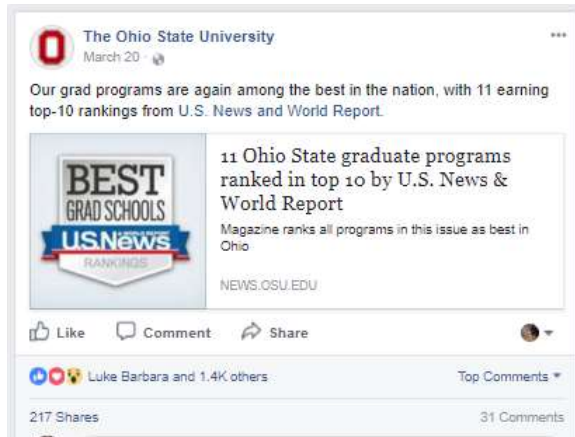 The Ohio State University
March 20
Our grad programs are again among the best in the nation, with 11 earning
top-10 rankings from U.S. News and World Report.
BEST
GRAD SCHOOLS
U.S.News
RANKINGS
11 Ohio State graduate programs
ranked in top 10 by U.S. News &
World Report
Magazine ranks all programs in this issue as best in
Ohio
NEWS.OSU.EDU
Like Comment Share
Luke Barbara and 1.4K others Top Comments
217 Shares 31 Comments